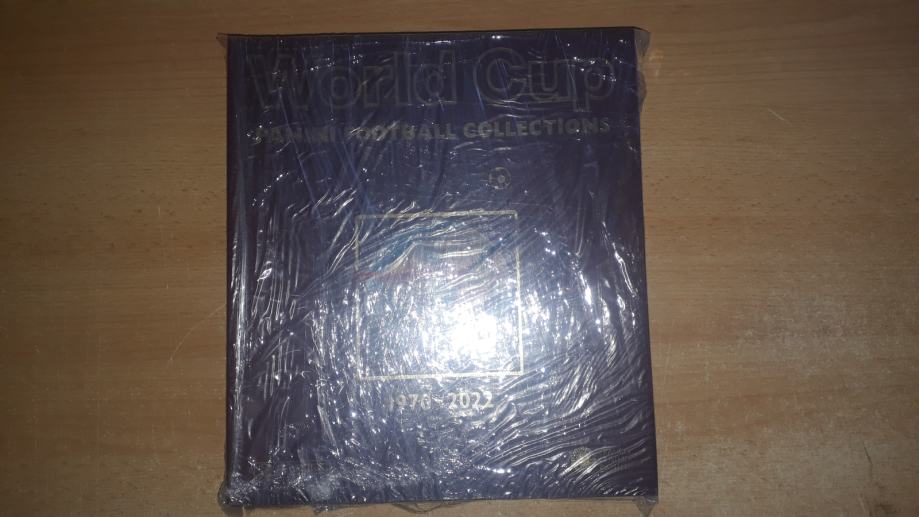 World Cup
PANINI FOOTBALL COLLECTIONS
1970-2022